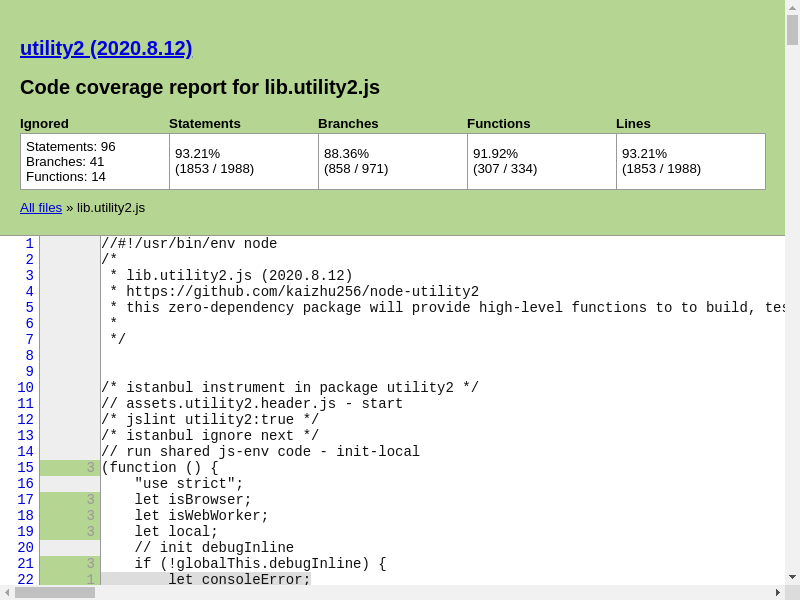 utility2 (2020.8.12)
Code coverage report for lib.utility2.js
Ignored Statements Branches Functions Lines
Statements: 96
Branches: 41
Functions: 14
93.21%
(1853 / 1988)
88.36%
(858 / 971)
91.92%
(307 / 334)
93.21%
(1853 / 1988)
All files » lib.utility2.js
1 //#!/usr/bin/env node
2 /*
3  * lib.utility2.js (2020.8.12)
4  * https://github.com/kaizhu256/node-utility2
5  * this zero-dependency package will provide high-level functions to to build, tes
6  *
7  */
8
9
10 /* istanbul instrument in package utility2 */
11 // assets.utility2.header.js - start
12 /* jslint utility2:true */
13 /* istanbul ignore next */
14 // run shared js-env code - init-local
15 3 (function () {
16     "use strict";
17 3     let isBrowser;
18 3     let isWebWorker;
19 3     let local;
20     // init debugInline
21 3     if (!globalThis.debugInline) {
22 1         let consoleError;